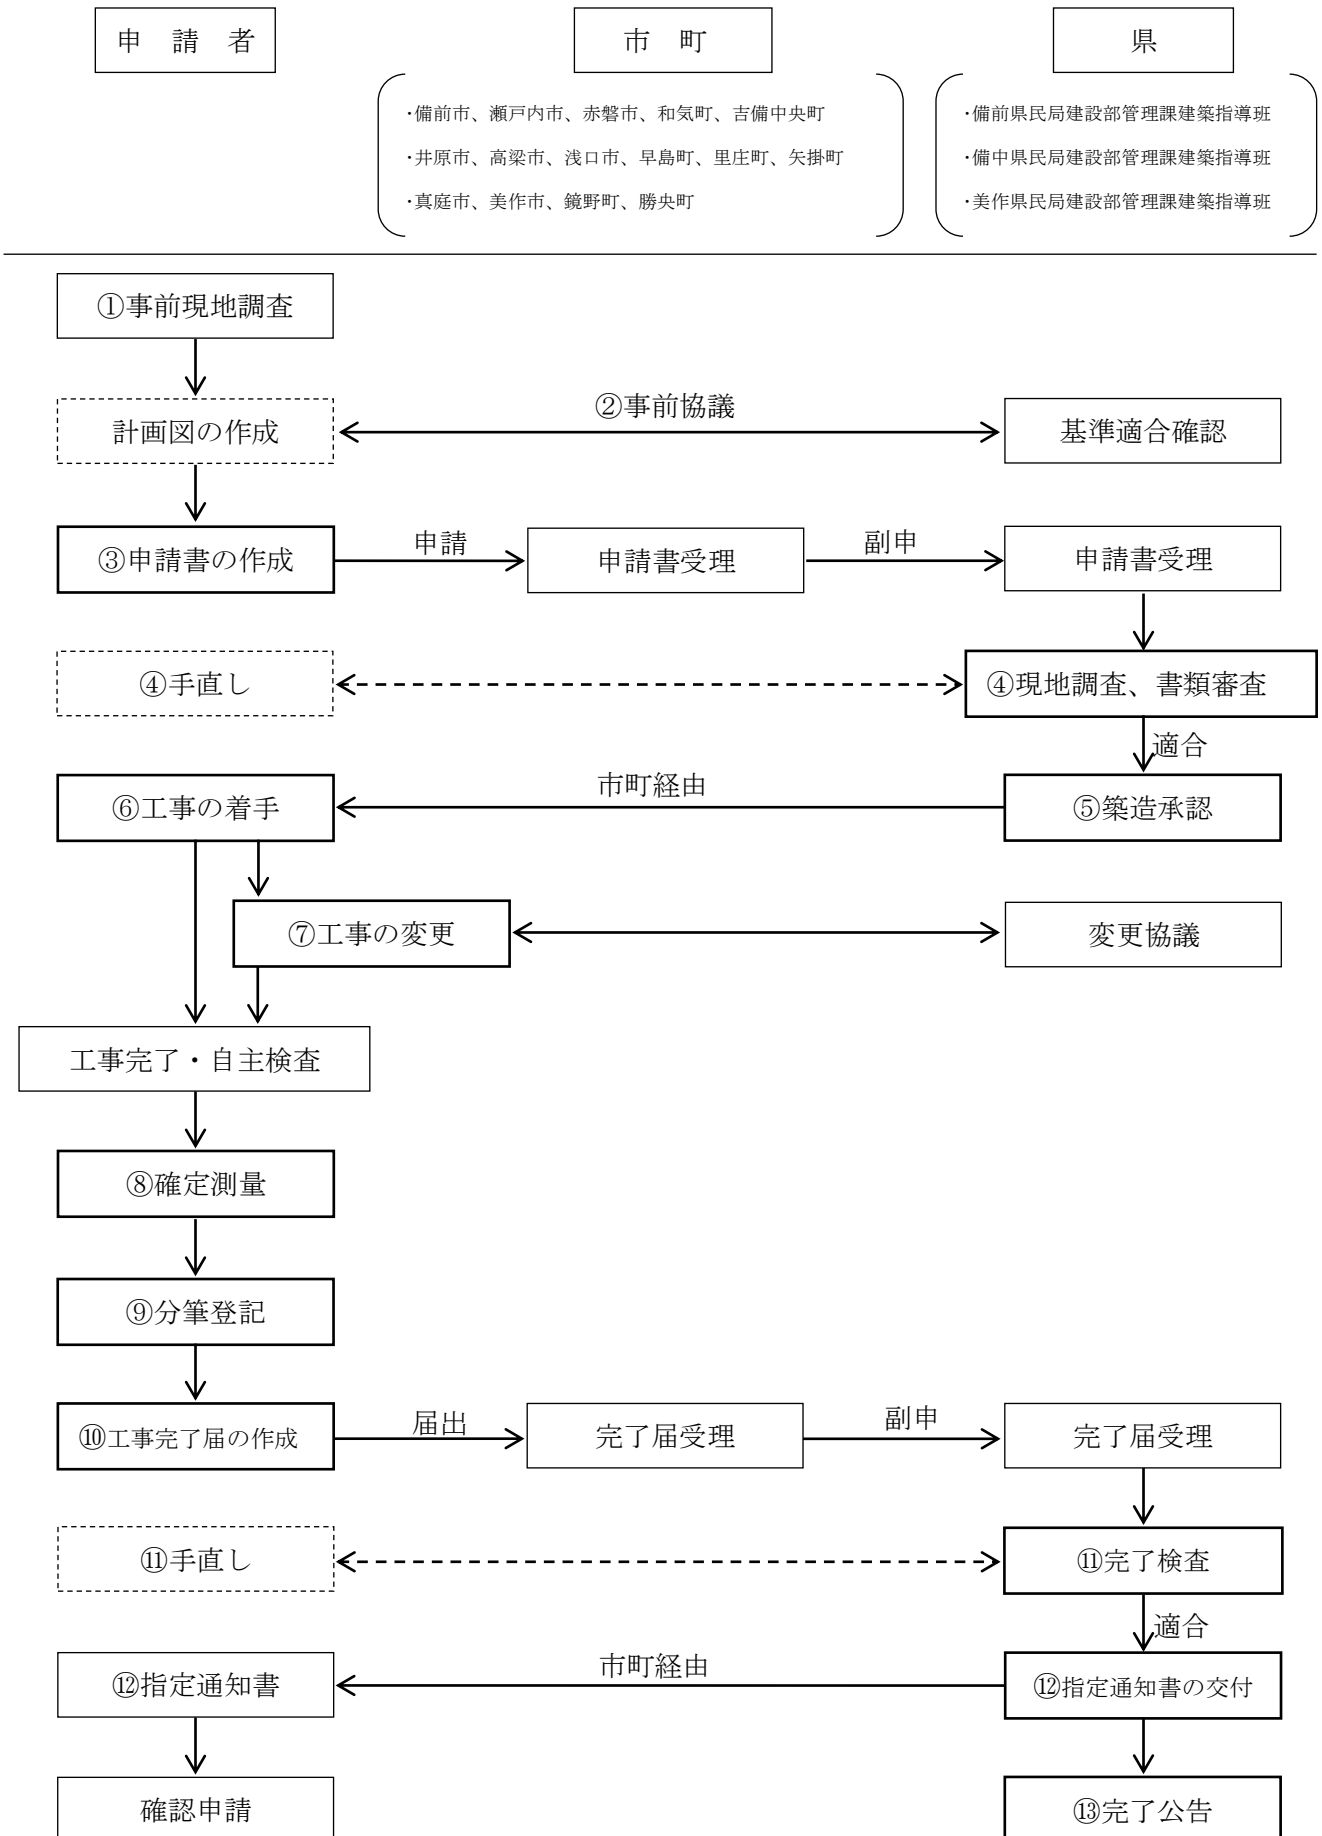 申 請 者
市 町
県
・備前市、瀬戸内市、赤磐市、和気町、吉備中央町
・井原市、高梁市、浅口市、早島町、里庄町、矢掛町
・真庭市、美作市、鏡野町、勝央町
・備前県民局建設部管理課建築指導班
・備中県民局建設部管理課建築指導班
・美作県民局建設部管理課建築指導班
①事前現地調査
②事前協議
計画図の作成
基準適合確認
③申請書の作成
申請
申請書受理
副申
申請書受理
④手直し
④現地調査、書類審査
適合
市町経由
⑥工事の着手
⑤築造承認
⑦工事の変更
変更協議
工事完了・自主検査
⑧確定測量
⑨分筆登記
⑩工事完了届の作成
届出
完了届受理
副申
完了届受理
⑪手直し
⑪完了検査
適合
市町経由
⑫指定通知書
⑫指定通知書の交付
確認申請
⑬完了公告